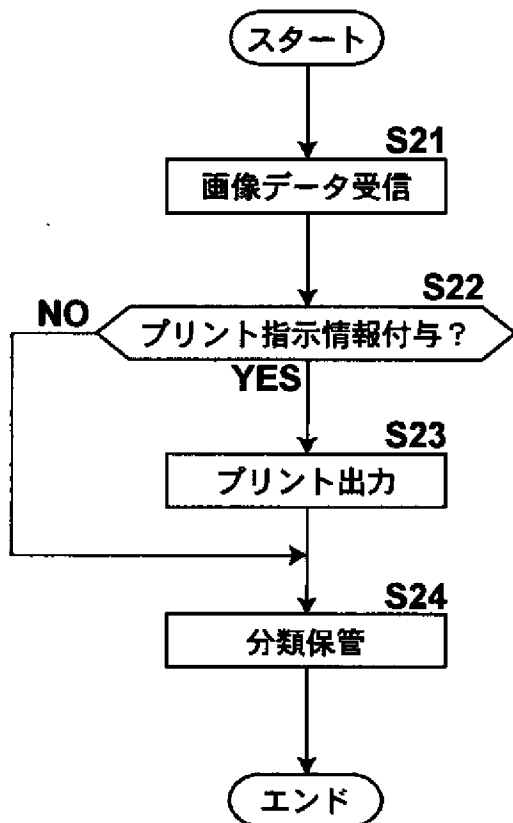 スタート
S21
画像データ受信
S22
NO
プリント指示情報付与？
YES
S23
プリント出力
S24
分類保管
エンド